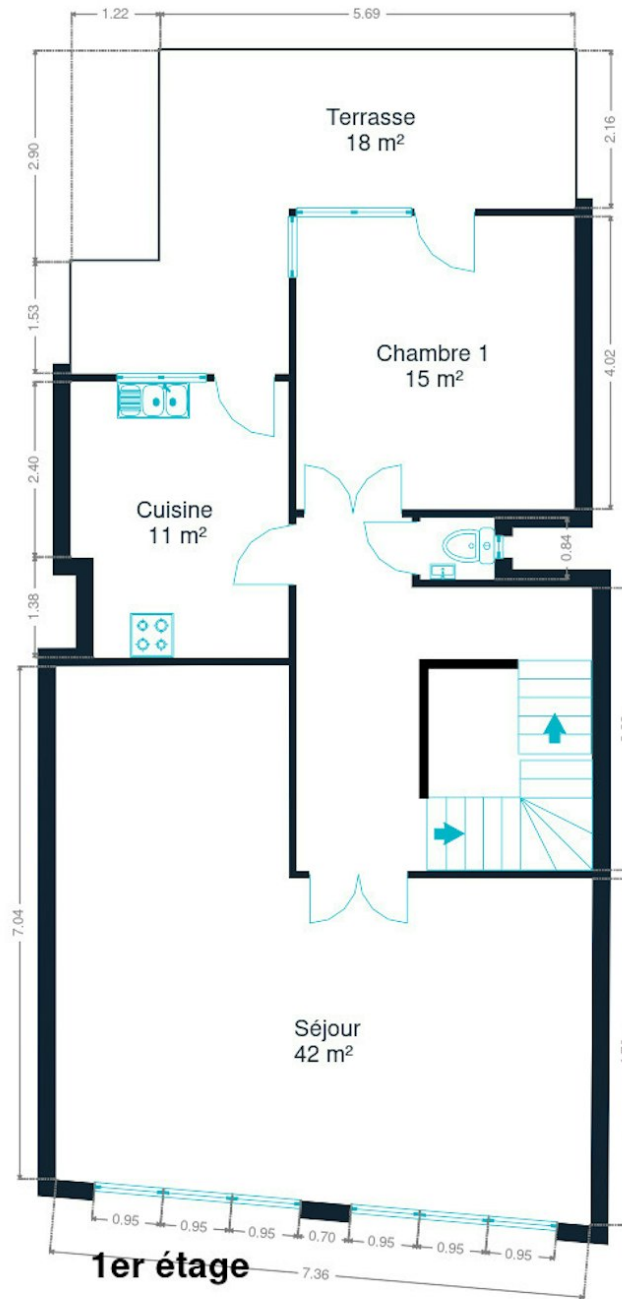 1.22
5.69
2.90
Terrasse
18 m²
2.16
1.53
Chambre 1
15 m²
4.02
2.40
Cuisine
11 m²
0.84
1.38
7.04
Séjour
42 m²
0.95
0.95
0.95
0.70
0.95
0.95
0.95
1er étage
7.36